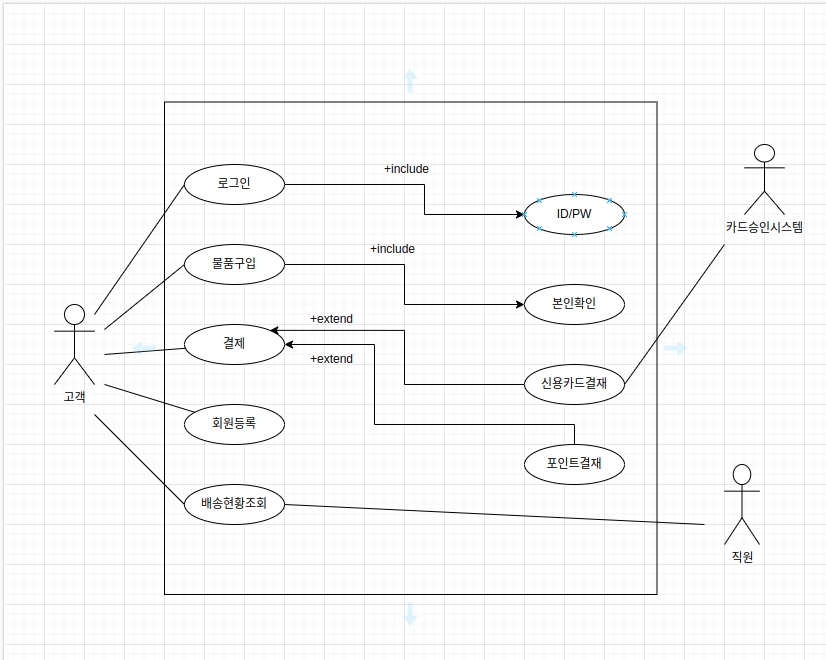 +include
로그인
ID/PW
카드승인시스템
+include
물품구입
본인확인
+extend
결제
+extend
신용카드결재
고객
회원등록
포인트결재
배송현황조회
직원